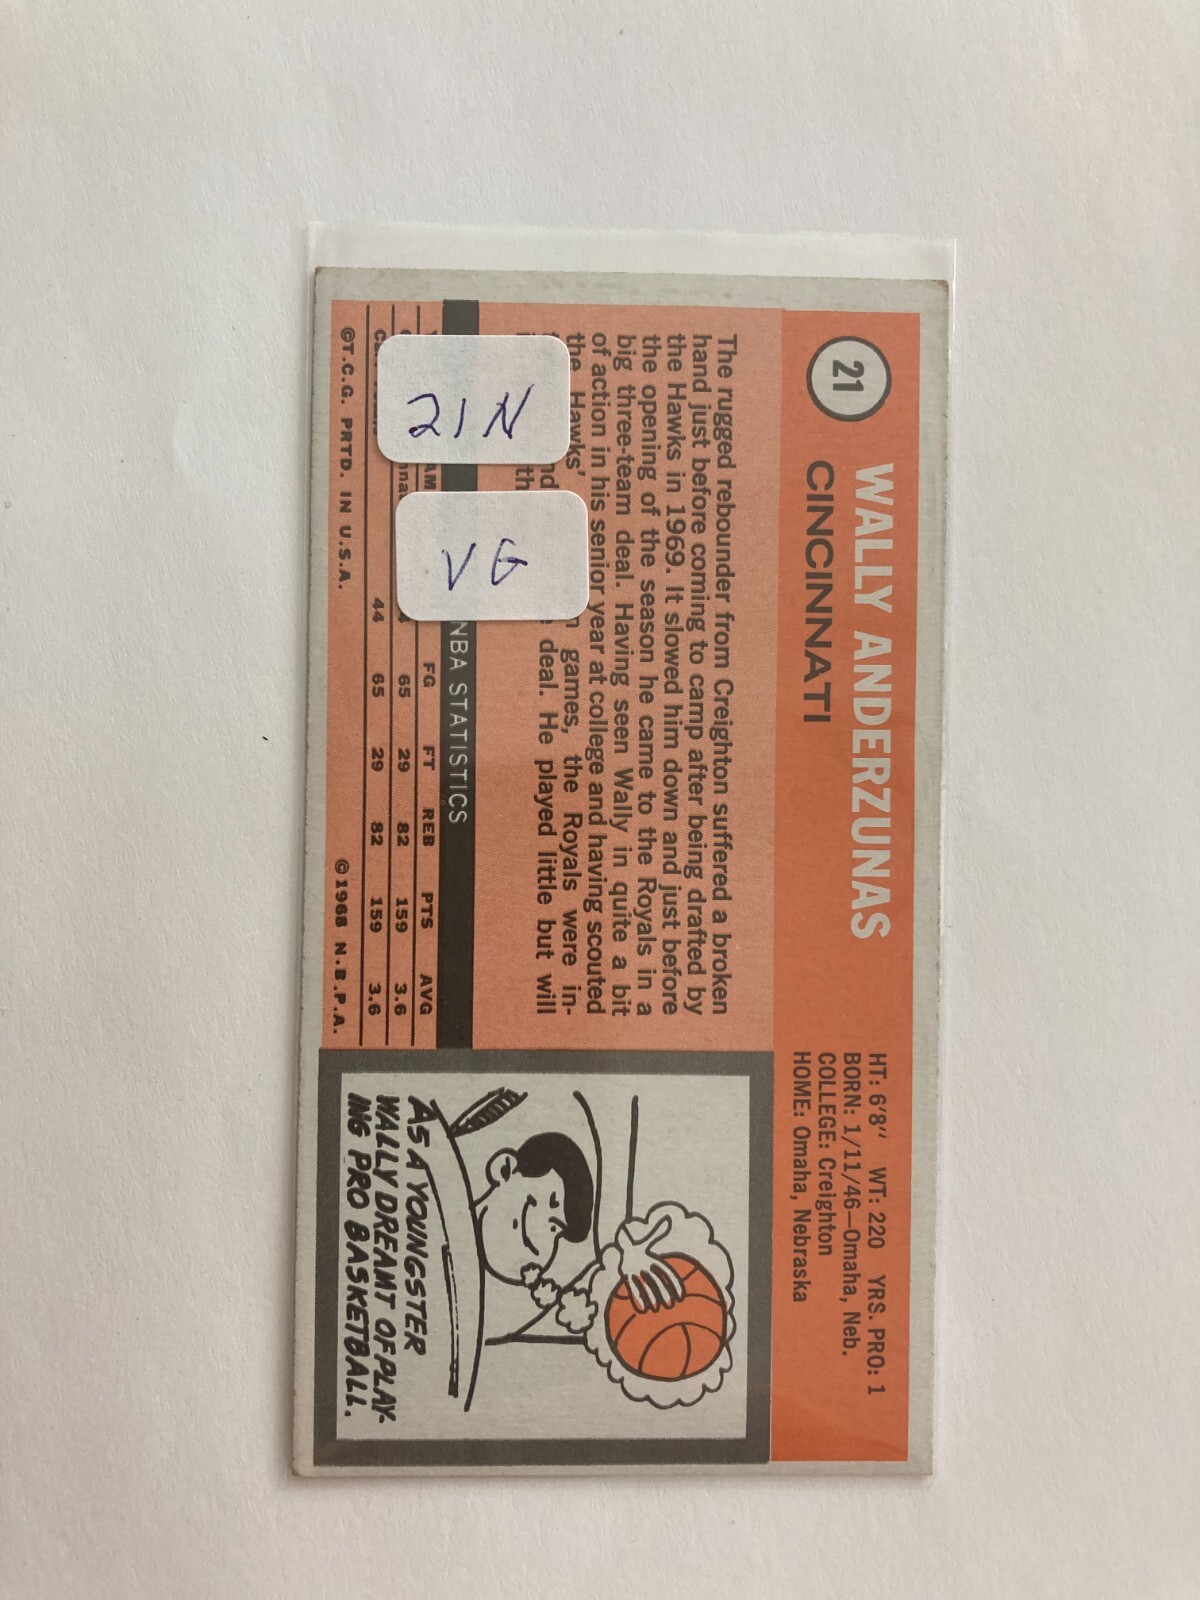 21
WALLY ANDERZUNAS
CINCINNATI
HT: 6'8" WT: 220 YRS. PRO: 1
BORN: 1/11/46—Omaha, Neb.
COLLEGE: Creighton
HOME: Omaha, Nebraska
The rugged rebounder from Creighton suffered a broken
hand just before coming to camp after being drafted by
the Hawks in 1969. It slowed him down and just before
the opening of the season he came to the Royals in a
big three-team deal. Having seen Wally in quite a bit
of action in his senior year at college and having scouted
the Hawks' games, the Royals were in-
deal. He played little but will
NBA STATISTICS
FG FT REB PTS AVG
65 29 82 159 3.6
44 65 29 82 159 3.6
©T.C.G. PRTD. IN U.S.A. ©1968 N.B.P.A.
21N
VG
AS A YOUNGSTER
WALLY DREAMT OF PLAY-
ING PRO BASKETBALL.